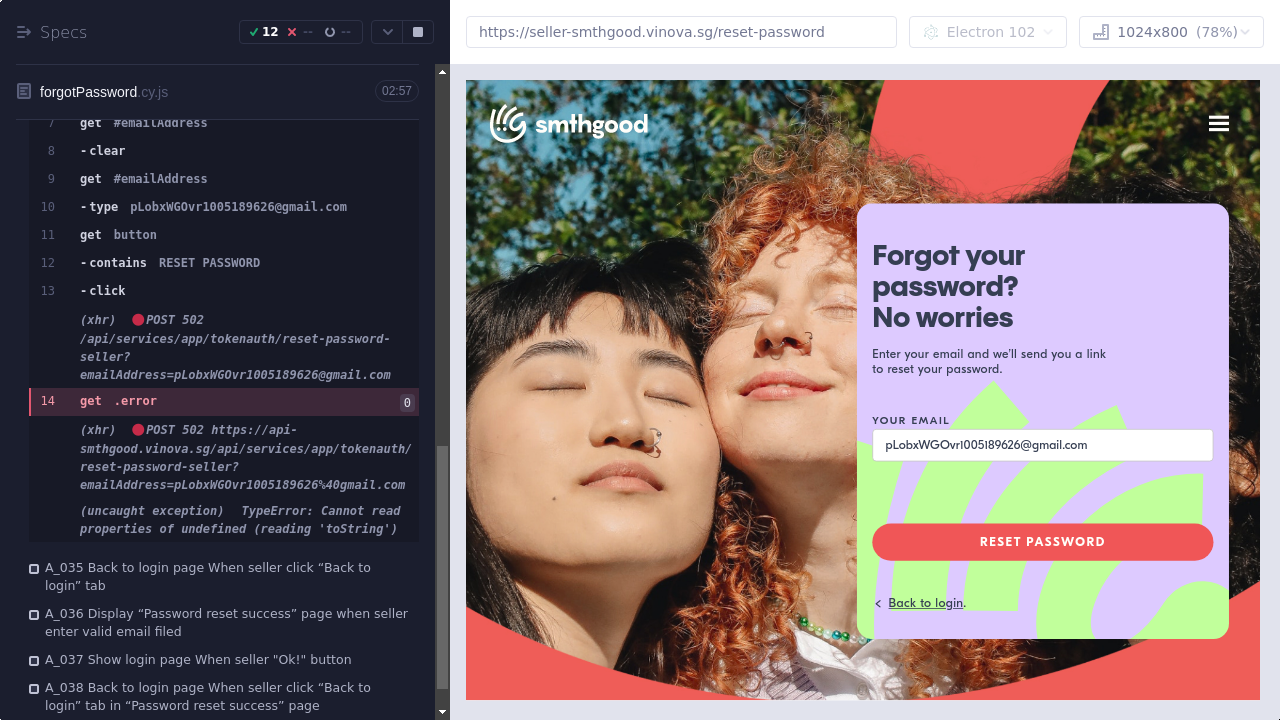 Specs
12
--
--
https://seller-smthgood.vinova.sg/reset-password
Electron 102
1024x800 (78%)
forgotPassword.cy.js
02:57
7 get #emailAddress
8 -clear
9 get #emailAddress
10 -type pLobxWGOvr1005189626@gmail.com
11 get button
12 -contains RESET PASSWORD
13 -click
(xhr) POST 502
/api/services/app/tokenauth/reset-password-
seller?
emailAddress=pLobxWGOvr1005189626@gmail.com
14 get .error 0
(xhr) POST 502 https://api-
smthgood.vinova.sg/api/services/app/tokenauth/
reset-password-seller?
emailAddress=pLobxWGOvr1005189626%40gmail.com
(uncaught exception) TypeError: Cannot read
properties of undefined (reading 'toString')
A_035 Back to login page When seller click “Back to
login” tab
A_036 Display “Password reset success” page when seller
enter valid email filed
A_037 Show login page When seller "Ok!" button
A_038 Back to login page When seller click “Back to
login” tab in “Password reset success” page
smthgood
Forgot your
password?
No worries
Enter your email and we'll send you a link
to reset your password.
YOUR EMAIL
pLobxWGOvr1005189626@gmail.com
RESET PASSWORD
< Back to login.